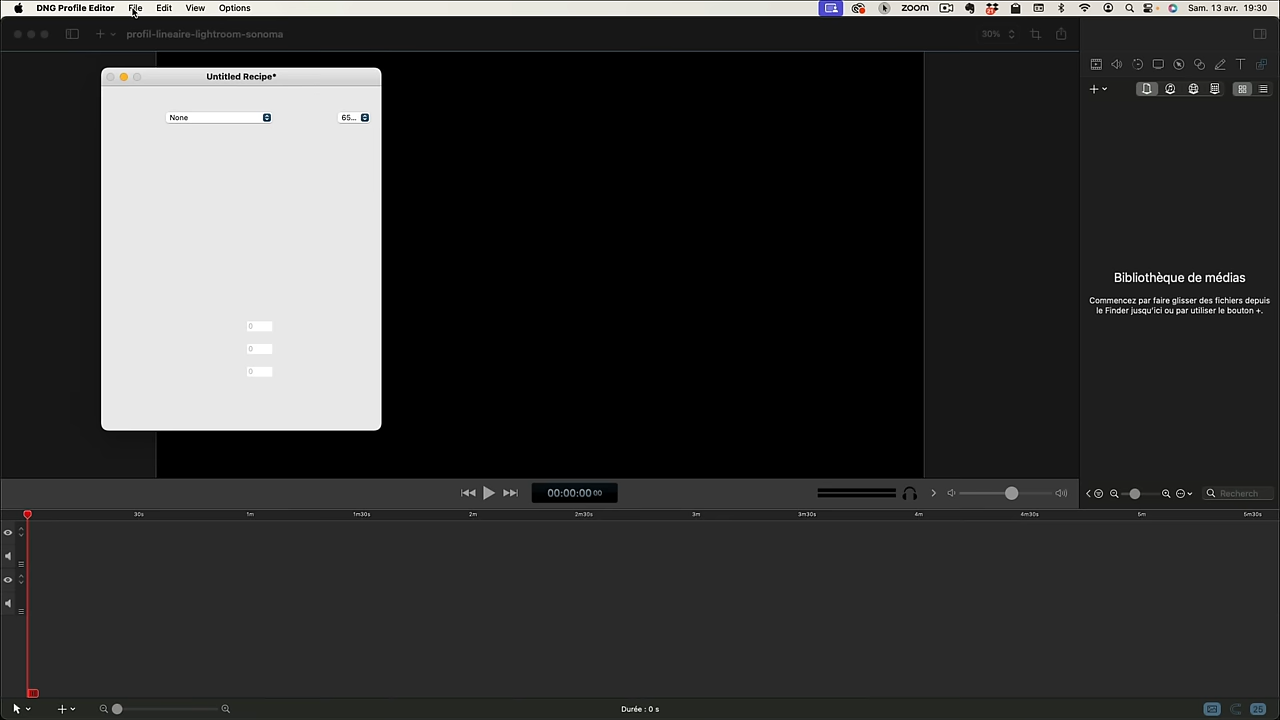 DNG Profile Editor File Edit View Options zoom Sam. 13 avr. 19:30
profil-lineaire-lightroom-sonoma 30%
Untitled Recipe*
None 65...
0
0
0
Bibliothèque de médias
Commencez par faire glisser des fichiers depuis
le Finder jusqu'ici ou par utiliser le bouton +.
00:00:00 00
Recherch
30s 1m 1m30s 2m 2m30s 3m 3m30s 4m 4m30s 5m 5m30s
Durée : 0 s
25